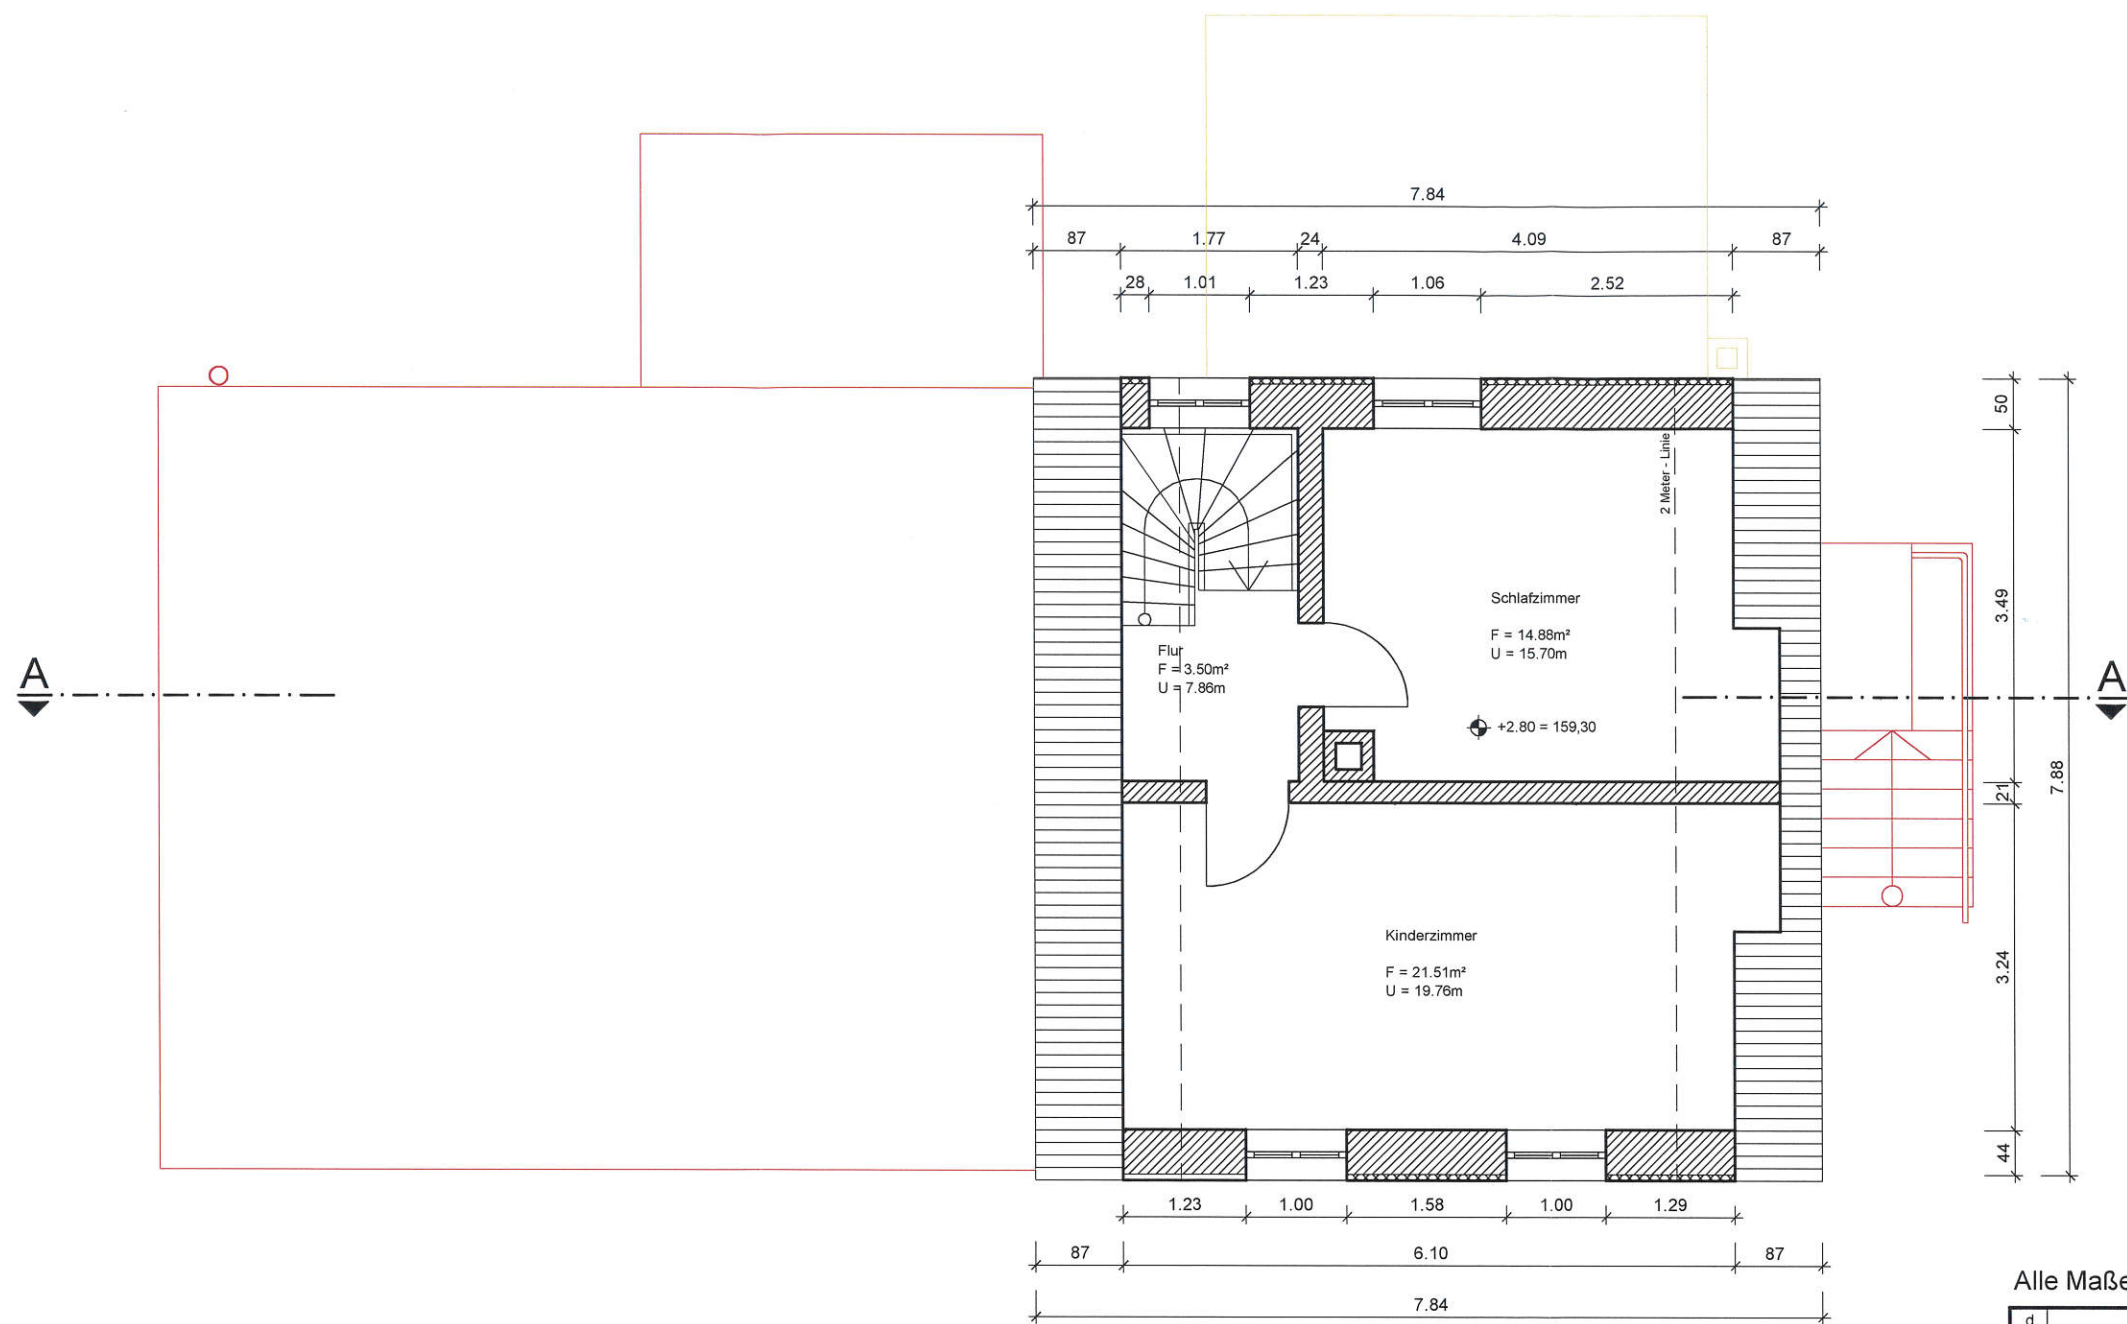 7.84
87 1.77 24 4.09 87
28 1.01 1.23 1.06 2.52
50
2 Meter - Linie
3.49
Schlafzimmer
F = 14.88m²
U = 15.70m
Flur
F = 3.50m²
U = 7.86m
A
A
+2.80 = 159,30
21
7.88
Kinderzimmer
F = 21.51m²
U = 19.76m
3.24
44
1.23 1.00 1.58 1.00 1.29
87 6.10 87
7.84
Alle Maße
d